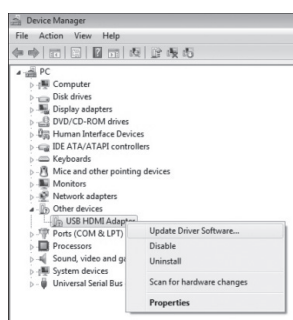 Device Manager
File Action View Help
PC
Computer
Disk drives
Display adapters
DVD/CD-ROM drives
Human Interface Devices
IDE ATA/ATAPI controllers
Keyboards
Mice and other pointing devices
Monitors
Network adapters
Other devices
USB HDMI Adapter
Ports (COM & LPT)
Processors
Sound, video and
System devices
Universal Serial Bus
Update Driver Software...
Disable
Uninstall
Scan for hardware changes
Properties